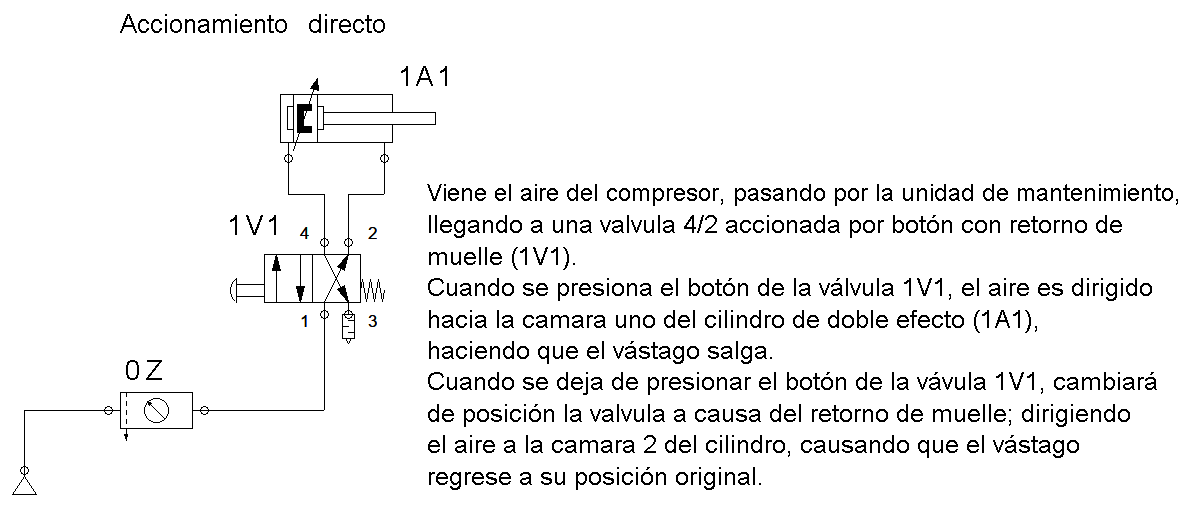 Accionamiento directo
1A1
1V1
4
2
1
3
0Z
Viene el aire del compresor, pasando por la unidad de mantenimiento,
llegando a una valvula 4/2 accionada por botón con retorno de
muelle (1V1).
Cuando se presiona el botón de la válvula 1V1, el aire es dirigido
hacia la camara uno del cilindro de doble efecto (1A1),
haciendo que el vástago salga.
Cuando se deja de presionar el botón de la vávula 1V1, cambiará
de posición la valvula a causa del retorno de muelle; dirigiendo
el aire a la camara 2 del cilindro, causando que el vástago
regrese a su posición original.